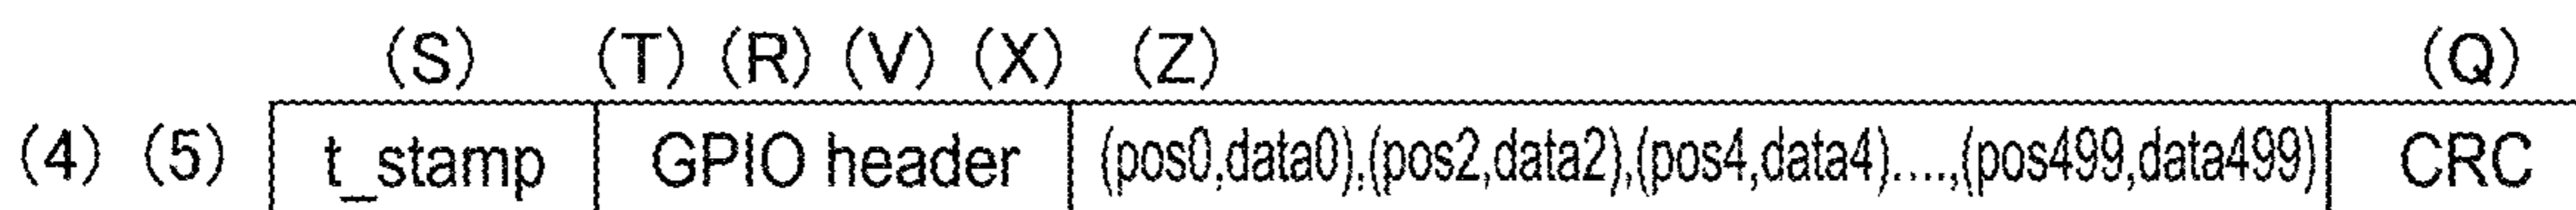 (S) (T) (R) (V) (X) (Z) (Q)
(4) (5) t_stamp GPIO header (pos0,data0),(pos2,data2),(pos4,data4)....,(pos499,data499) CRC